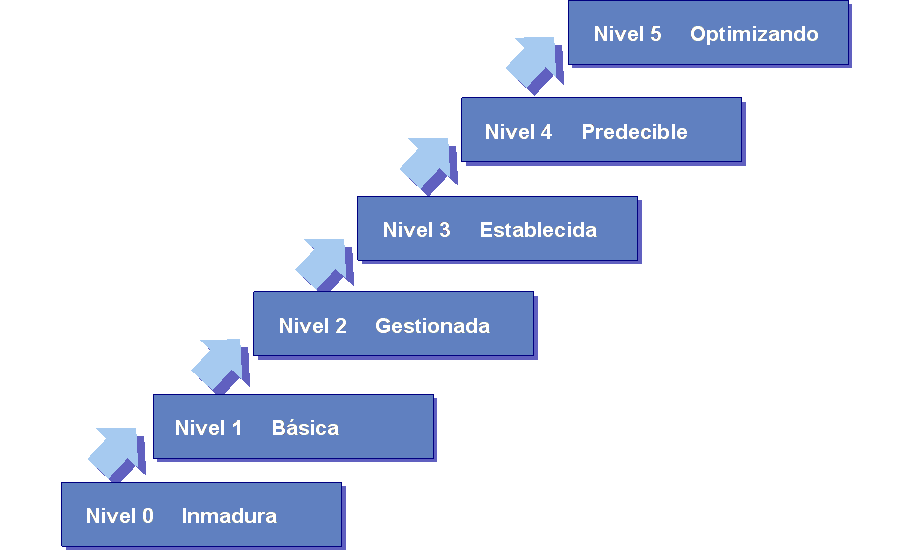 Nivel 5 Optimizando
Nivel 4 Predecible
Nivel 3 Establecida
Nivel 2 Gestionada
Nivel 1 Básica
Nivel 0 Inmadura